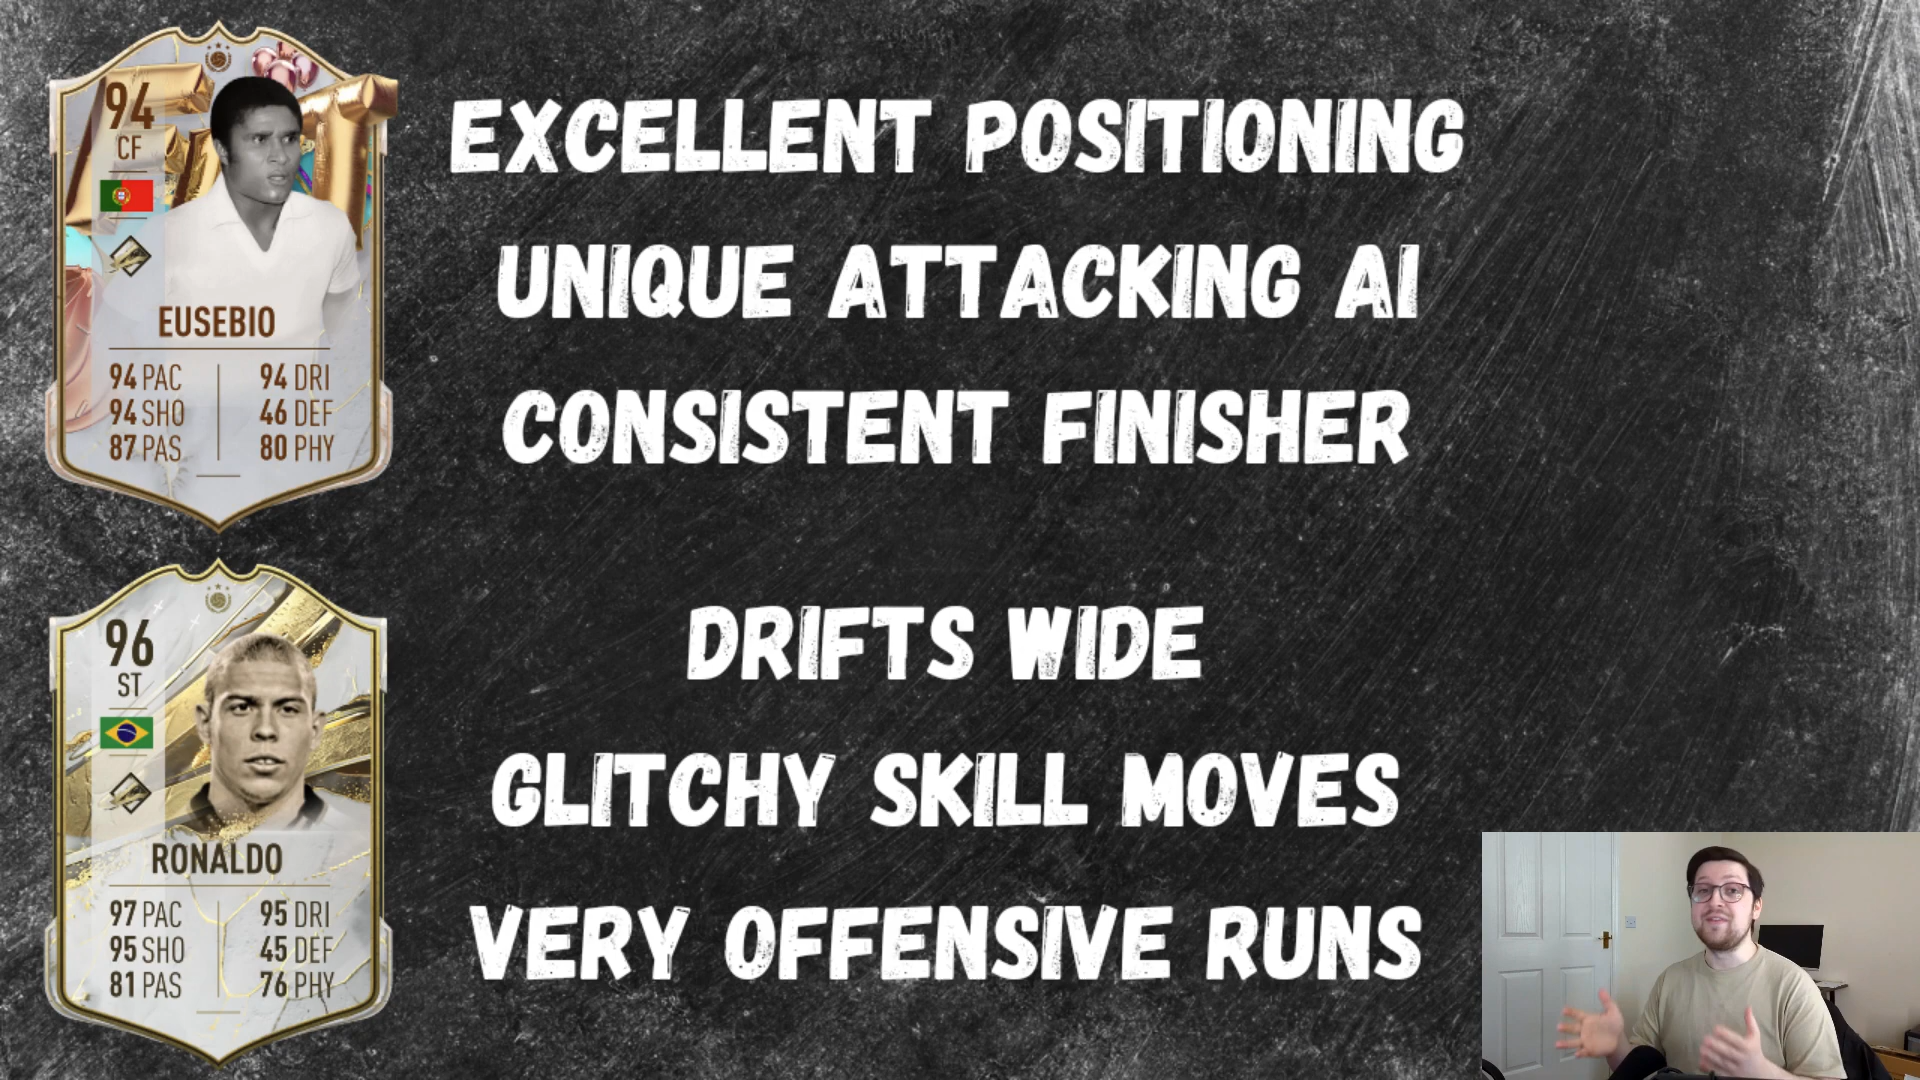 94
CF
EUSEBIO
94 PAC 94 DRI
94 SHO 46 DEF
87 PAS 80 PHY
EXCELLENT POSITIONING
UNIQUE ATTACKING AI
CONSISTENT FINISHER
96
ST
RONALDO
97 PAC 95 DRI
95 SHO 45 DEF
81 PAS 76 PHY
DRIFTS WIDE
GLITCHY SKILL MOVES
VERY OFFENSIVE RUNS